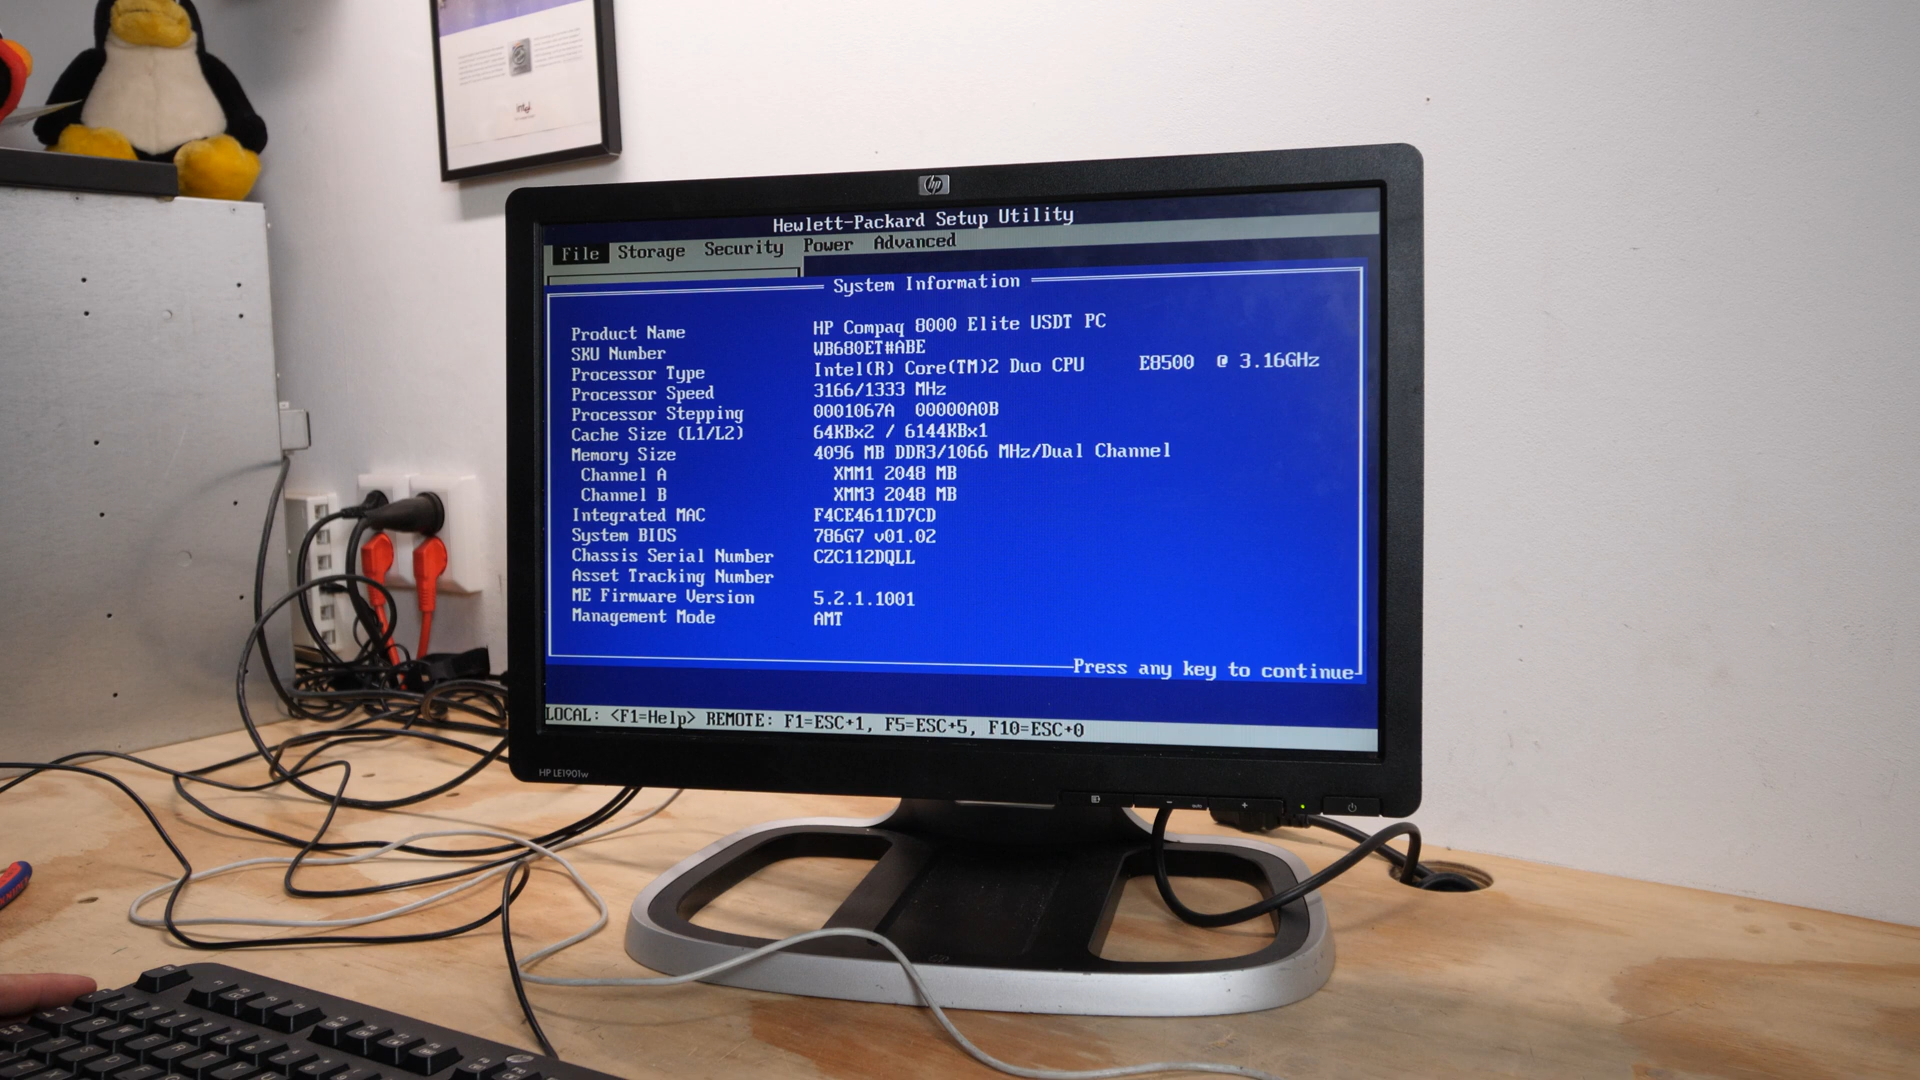 intel
hp
Hewlett-Packard Setup Utility
File Storage Security Power Advanced
System Information
Product Name HP Compaq 8000 Elite USDT PC
SKU Number WB680ET#ABE
Processor Type Intel(R) Core(TM)2 Duo CPU E8500 @ 3.16GHz
Processor Speed 3166/1333 MHz
Processor Stepping 0001067A 00000A0B
Cache Size (L1/L2) 64KBx2 / 6144KBx1
Memory Size 4096 MB DDR3/1066 MHz/Dual Channel
Channel A XMM1 2048 MB
Channel B XMM3 2048 MB
Integrated MAC F4CE4611D7CD
System BIOS 786G7 v01.02
Chassis Serial Number CZC112DQLL
Asset Tracking Number
ME Firmware Version 5.2.1.1001
Management Mode AMT
Press any key to continue
LOCAL: <F1=Help> REMOTE: F1=ESC+1, F5=ESC+5, F10=ESC+0
HP LE1901w
auto